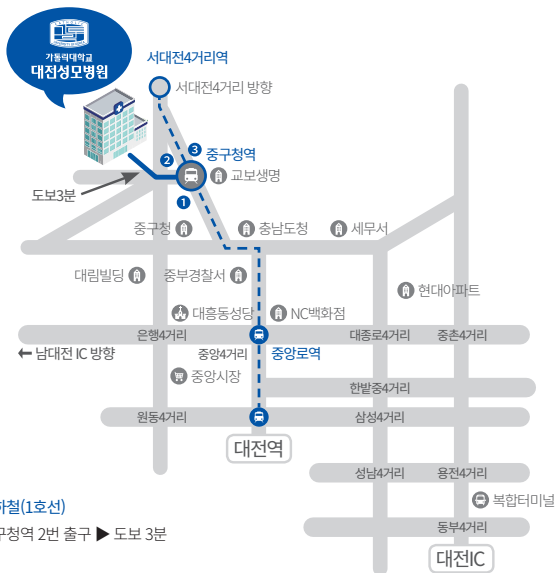 가톨릭대학교
대전성모병원
서대전4거리역
서대전4거리 방향
3
2
중구청역
교보생명
도보3분
1
중구청
충남도청
세무서
대림빌딩
중부경찰서
현대아파트
대흥동성당
NC백화점
은행4거리
대종로4거리
중촌4거리
남대전 IC 방향
중앙4거리
중앙로역
중앙시장
한밭중4거리
원동4거리
삼성4거리
대전역
성남4거리
용전4거리
복합터미널
하철(1호선)
구청역 2번 출구 ▶ 도보 3분
동부4거리
대전IC